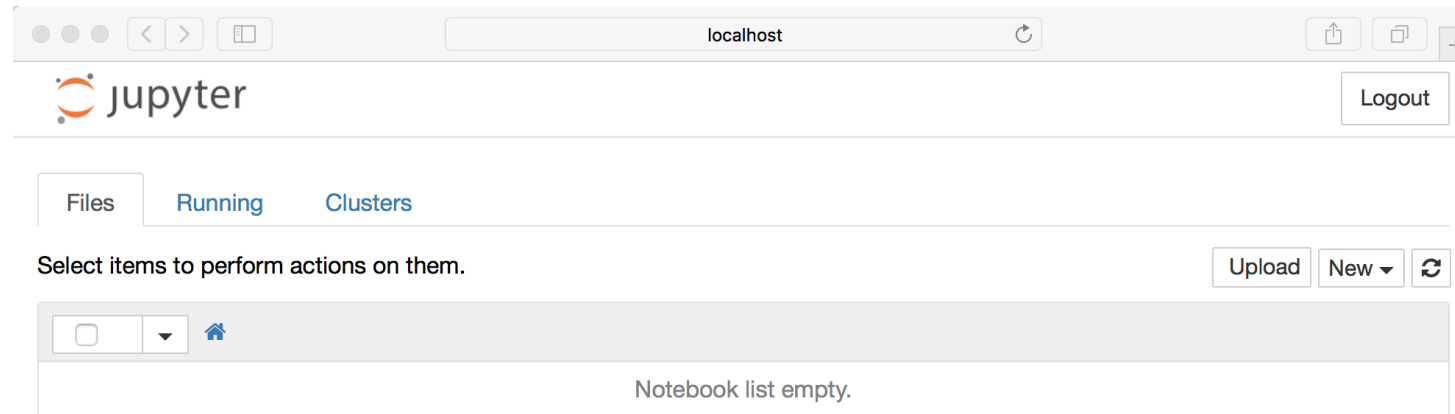 localhost
jupyter
Logout
Files Running Clusters
Select items to perform actions on them.
Upload New
Notebook list empty.